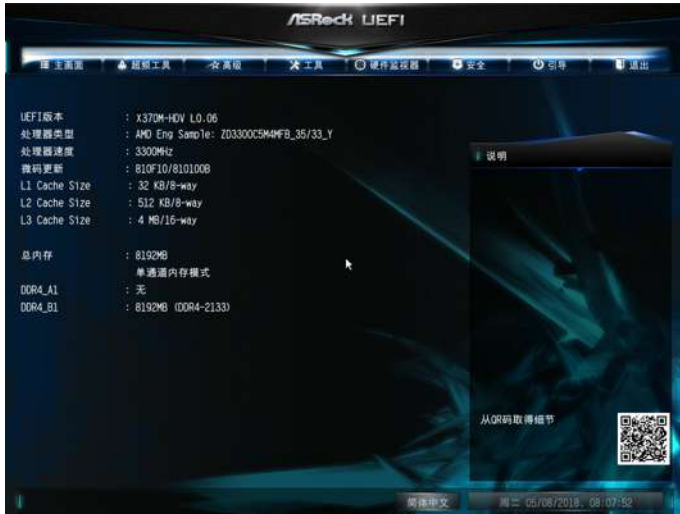 ASRock UEFI
主画面 超频工具 高级 工具 硬件监视器 安全 引导 退出
UEFI版本 : X370M-HDV L0.06
处理器类型 : AMD Eng Sample: ZD3300C5M4MFB_35/33_Y
处理器速度 : 3300MHz
微码更新 : 810F10/8101008
L1 Cache Size : 32 KB/8-way
L2 Cache Size : 512 KB/8-way
L3 Cache Size : 4 MB/16-way
总内存 : 8192MB
单通道内存模式
DDR4_A1 : 无
DDR4_B1 : 8192MB (DDR4-2133)
说明
从QR码取得细节
简体中文
周二 05/08/2018, 08:07:52